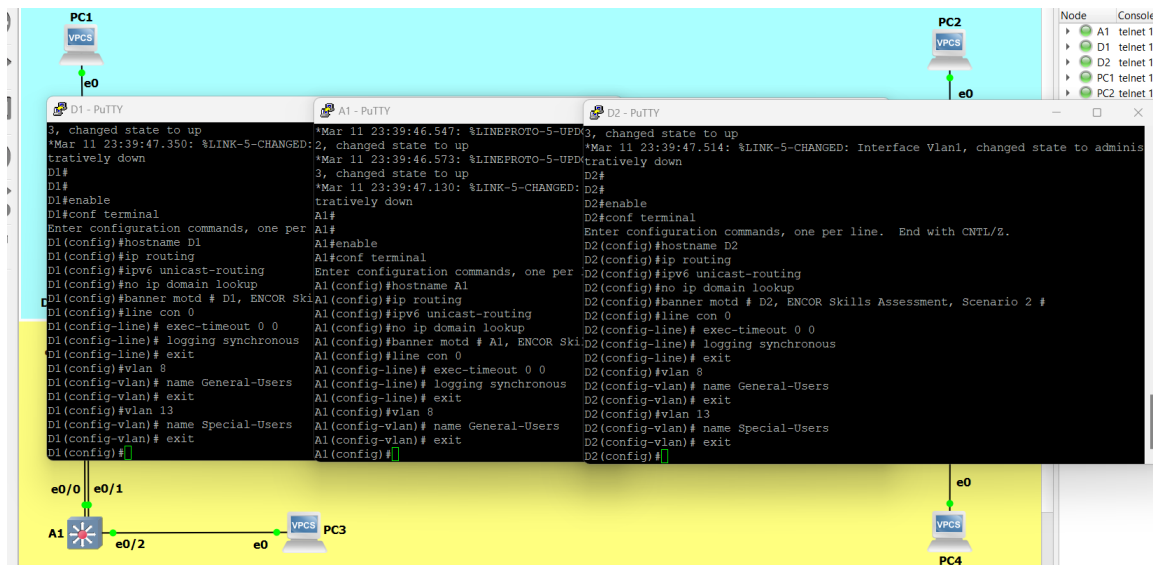 PC1
VPCS
e0
PC2
VPCS
e0
Node Console
A1 telnet 1
D1 telnet 1
D2 telnet 1
PC1 telnet 1
PC2 telnet 1
D1 - PuTTY
3, changed state to up
*Mar 11 23:39:47.350: %LINK-5-CHANGED:
tratively down
D1#
D1#
D1#enable
D1#conf terminal
Enter configuration commands, one per
D1(config)#hostname D1
D1(config)#ip routing
D1(config)#ipv6 unicast-routing
D1(config)#no ip domain lookup
D1(config)#banner motd # D1, ENCOR Ski
D1(config)#line con 0
D1(config-line)# exec-timeout 0 0
D1(config-line)# logging synchronous
D1(config-line)# exit
D1(config)#vlan 8
D1(config-vlan)# name General-Users
D1(config-vlan)# exit
D1(config)#vlan 13
D1(config-vlan)# name Special-Users
D1(config-vlan)# exit
D1(config)#
A1 - PuTTY
*Mar 11 23:39:46.547: %LINEPROTO-5-UPD
2, changed state to up
*Mar 11 23:39:46.573: %LINEPROTO-5-UPD
3, changed state to up
*Mar 11 23:39:47.130: %LINK-5-CHANGED:
tratively down
A1#
A1#
A1#enable
A1#conf terminal
Enter configuration commands, one per
A1(config)#hostname A1
A1(config)#ip routing
A1(config)#ipv6 unicast-routing
A1(config)#no ip domain lookup
A1(config)#banner motd # A1, ENCOR Ski
A1(config)#line con 0
A1(config-line)# exec-timeout 0 0
A1(config-line)# logging synchronous
A1(config-line)# exit
A1(config)#vlan 8
A1(config-vlan)# name General-Users
A1(config-vlan)# exit
A1(config)#
D2 - PuTTY
3, changed state to up
*Mar 11 23:39:47.514: %LINK-5-CHANGED: Interface Vlan1, changed state to adminis
tratively down
D2#
D2#
D2#enable
D2#conf terminal
Enter configuration commands, one per line. End with CNTL/Z.
D2(config)#hostname D2
D2(config)#ip routing
D2(config)#ipv6 unicast-routing
D2(config)#no ip domain lookup
D2(config)#banner motd # D2, ENCOR Skills Assessment, Scenario 2 #
D2(config)#line con 0
D2(config-line)# exec-timeout 0 0
D2(config-line)# logging synchronous
D2(config-line)# exit
D2(config)#vlan 8
D2(config-vlan)# name General-Users
D2(config-vlan)# exit
D2(config)#vlan 13
D2(config-vlan)# name Special-Users
D2(config-vlan)# exit
D2(config)#
e0/0 e0/1
A1
e0/2
e0
VPCS
PC3
e0
VPCS
PC4